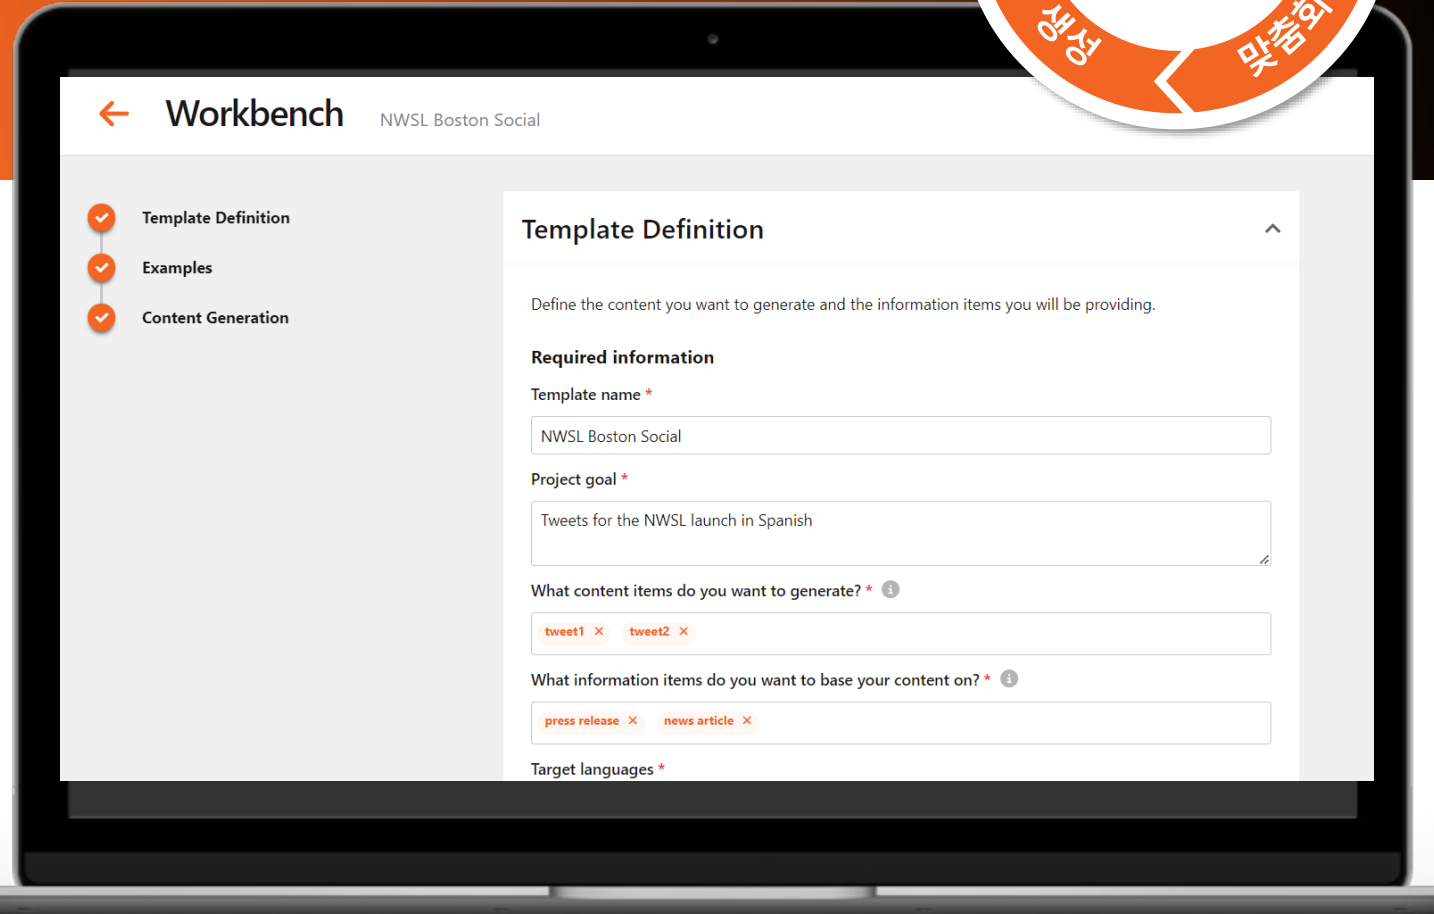 생성
맞춤화
Workbench
NWSL Boston Social
Template Definition
Examples
Content Generation
Template Definition
Define the content you want to generate and the information items you will be providing.
Required information
Template name *
NWSL Boston Social
Project goal *
Tweets for the NWSL launch in Spanish
What content items do you want to generate? *
tweet1 ×
tweet2 ×
What information items do you want to base your content on? *
press release ×
news article ×
Target languages *